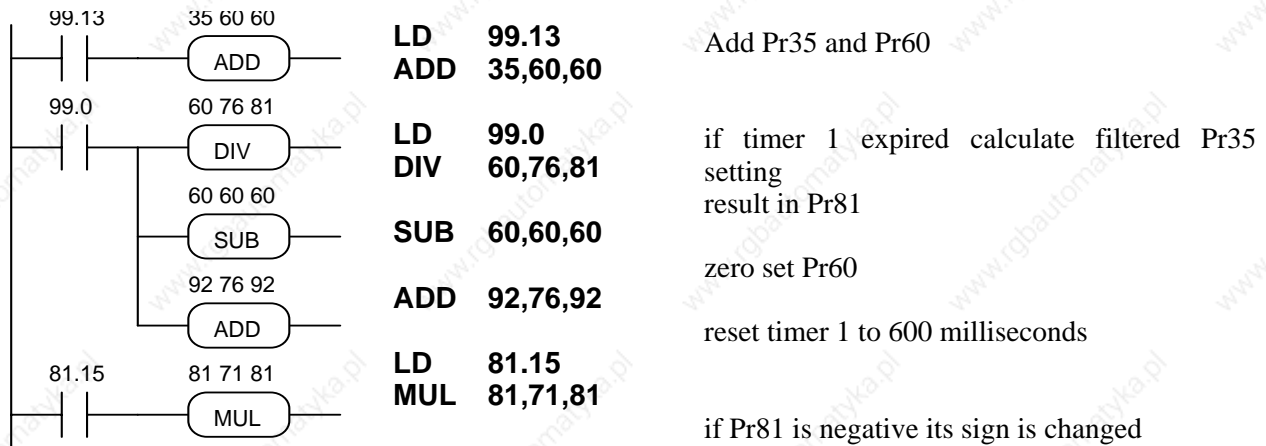 99.13 35 60 60
ADD
99.0 60 76 81
DIV
60 60 60
SUB
92 76 92
ADD
81.15 81 71 81
MUL
LD 99.13
ADD 35,60,60
LD 99.0
DIV 60,76,81
SUB 60,60,60
ADD 92,76,92
LD 81.15
MUL 81,71,81
Add Pr35 and Pr60
if timer 1 expired calculate filtered Pr35
setting
result in Pr81
zero set Pr60
reset timer 1 to 600 milliseconds
if Pr81 is negative its sign is changed
www.rgbautomatyka.pl